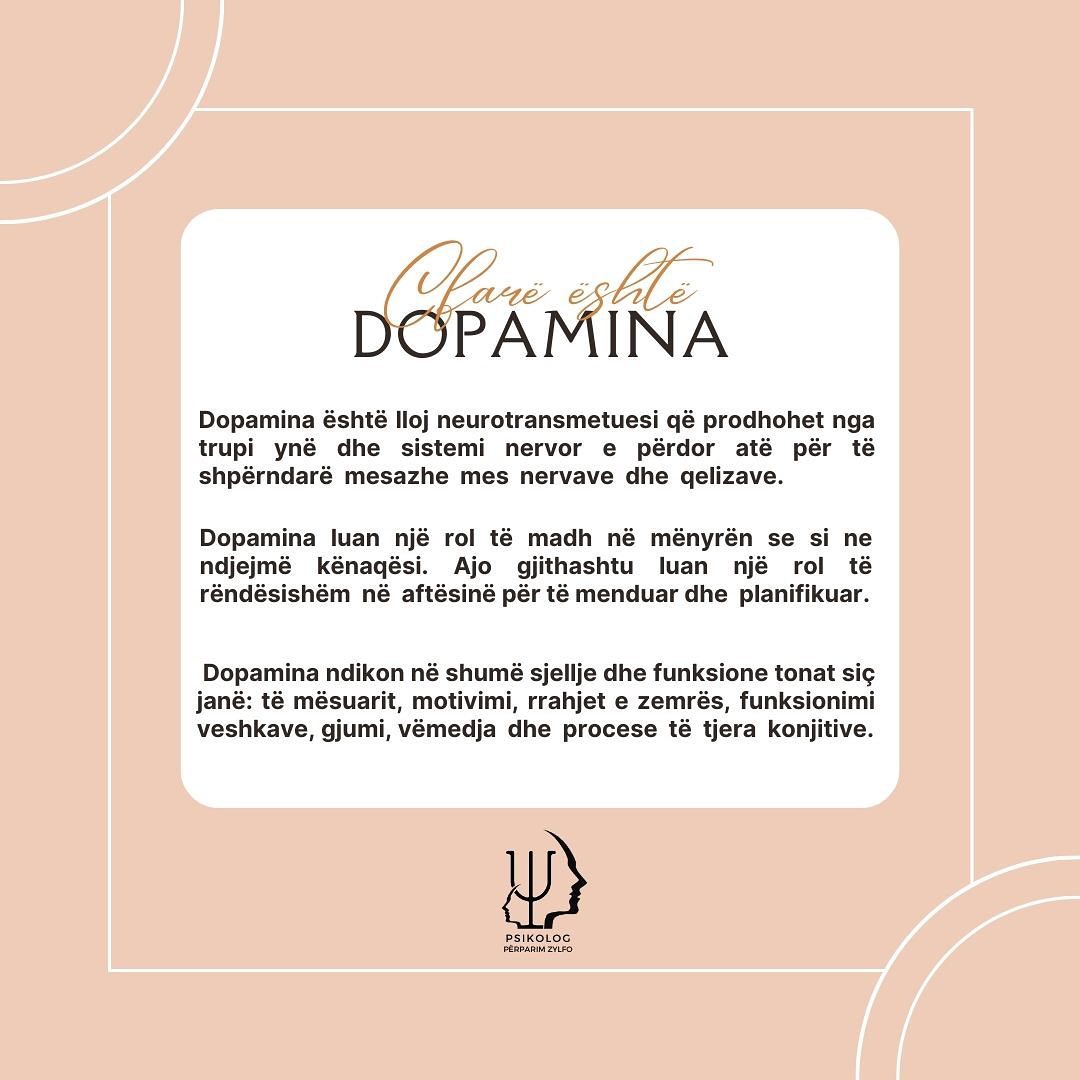 Çfarë është
DOPAMINA
Dopamina është lloj neurotransmetuesi që prodhohet nga
trupi ynë dhe sistemi nervor e përdor atë për të
shpërndarë mesazhe mes nervave dhe qelizave.
Dopamina luan një rol të madh në mënyrën se si ne
ndjejmë kënaqësi. Ajo gjithashtu luan një rol të
rëndësishëm në aftësinë për të menduar dhe planifikuar.
Dopamina ndikon në shumë sjellje dhe funksione tonat siç
janë: të mësuarit, motivimi, rrahjet e zemrës, funksionimi
veshkave, gjumi, vëmedja dhe procese të tjera konjitive.
PSIKOLOG
PËRPARIM ZYLFO